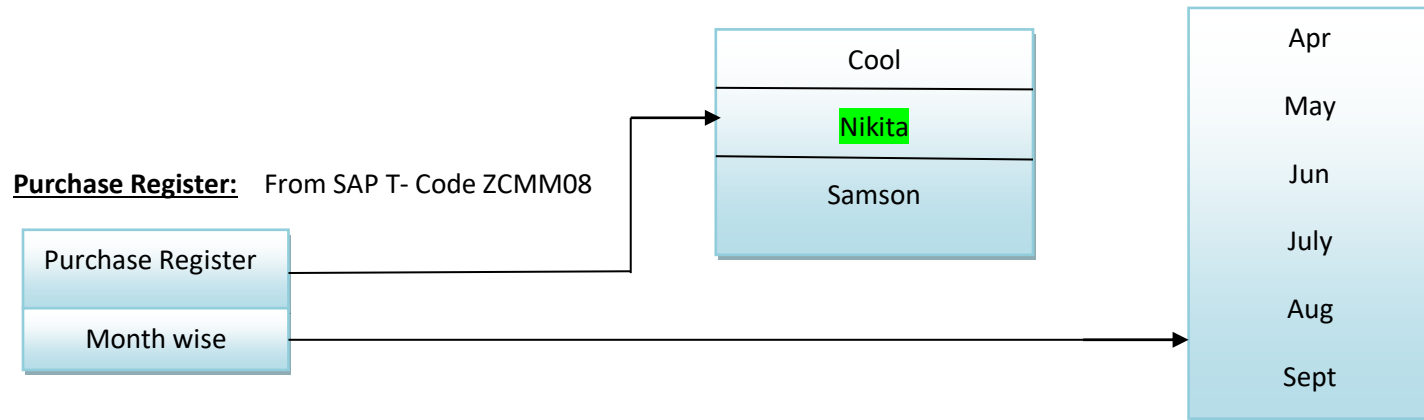 Cool
Nikita
Samson
Purchase Register: From SAP T- Code ZCMM08
Purchase Register
Month wise
Apr
May
Jun
July
Aug
Sept